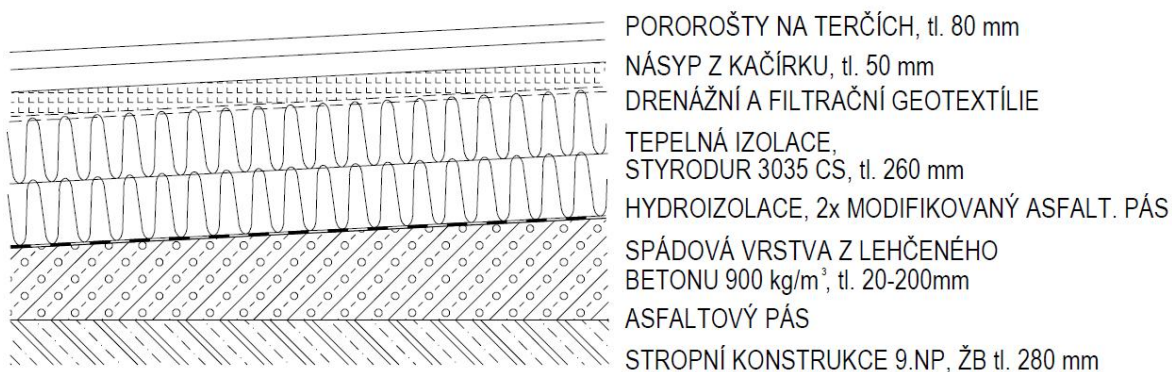 POROROŠTY NA TERČÍCH, tl. 80 mm
NÁSYP Z KAČÍRKU, tl. 50 mm
DRENÁŽNÍ A FILTRAČNÍ GEOTEXTÍLIE
TEPELNÁ IZOLACE,
STYRODUR 3035 CS, tl. 260 mm
HYDROIZOLACE, 2x MODIFIKOVANÝ ASFALT. PÁS
SPÁDOVÁ VRSTVA Z LEHČENÉHO
BETONU 900 kg/m³, tl. 20-200mm
ASFALTOVÝ PÁS
STROPNÍ KONSTRUKCE 9.NP, ŽB tl. 280 mm